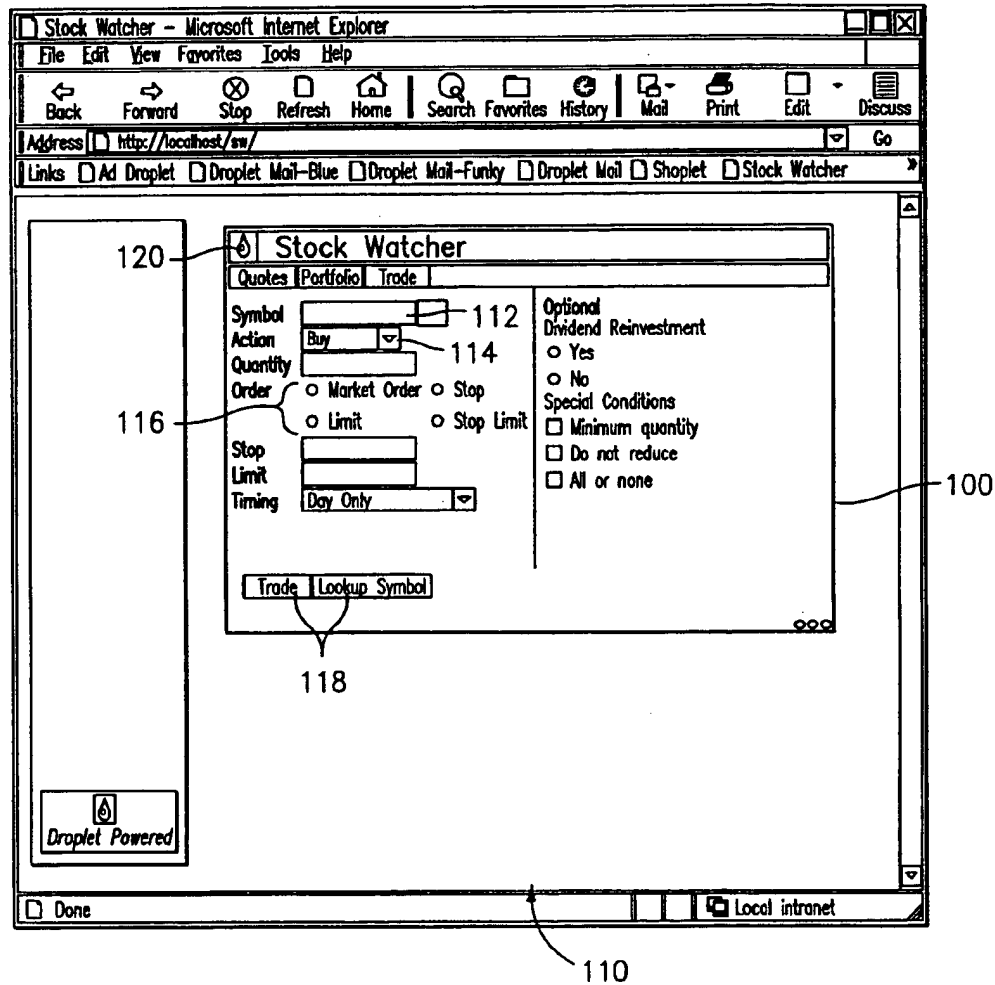 Stock Watcher – Microsoft Internet Explorer
File Edit View Favorites Tools Help
Back Forward Stop Refresh Home Search Favorites History Mail Print Edit Discuss
Address http://localhost/sw/ Go
Links Ad Droplet Droplet Mail-Blue Droplet Mail-Funky Droplet Mail Shoplet Stock Watcher »
120 Stock Watcher
Quotes Portfolio Trade
Symbol 112
Action Buy 114
Quantity
Order Market Order Stop
116 Limit Stop Limit
Stop
Limit
Timing Day Only
Optional
Dividend Reinvestment
Yes
No
Special Conditions
Minimum quantity
Do not reduce
All or none
100
Trade Lookup Symbol
118
Droplet Powered
Done Local intranet
110